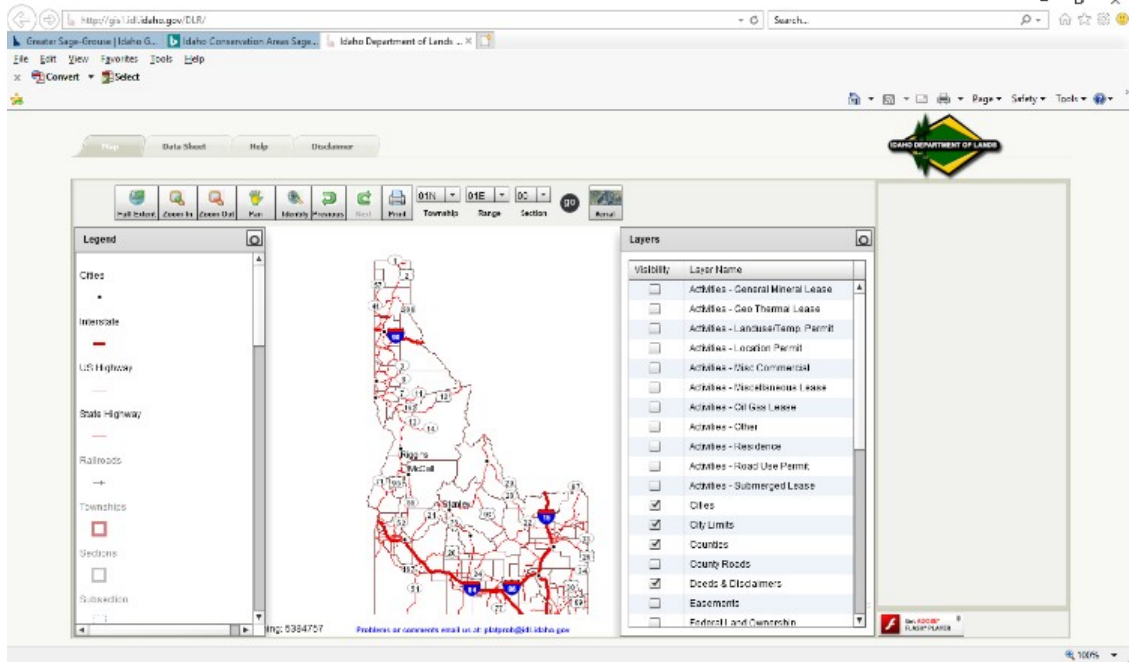 http://gis1.idl.idaho.gov/DLR/
Search...
Greater Sage-Grouse | Idaho G...
Idaho Conservation Areas Sage...
Idaho Department of Lands ...
File Edit View Favorites Tools Help
Convert Select
Page Safety Tools
Map Data Sheet Help Disclaimer
IDAHO DEPARTMENT OF LANDS
Full Extent Zoom In Zoom Out Pan Identify Previous Next Print
01N 01E 00
Township Range Section
go
Aerial
Legend
Cities
Interstate
US Highway
State Highway
Railroads
Townships
Sections
Subsection
Riggins
McCall
Stanley
ing: 5384757
Problems or comments email us at: platprob@idl.idaho.gov
Layers
Visibility Layer Name
Activities - General Mineral Lease
Activities - Geo Thermal Lease
Activities - Landuse/Temp. Permit
Activities - Location Permit
Activities - Misc Commercial
Activities - Miscellaneous Lease
Activities - Oil Gas Lease
Activities - Other
Activities - Residence
Activities - Road Use Permit
Activities - Submerged Lease
Cities
City Limits
Counties
County Roads
Deeds & Disclaimers
Easements
Federal Land Ownership
Get ADOBE
FLASH PLAYER
100%